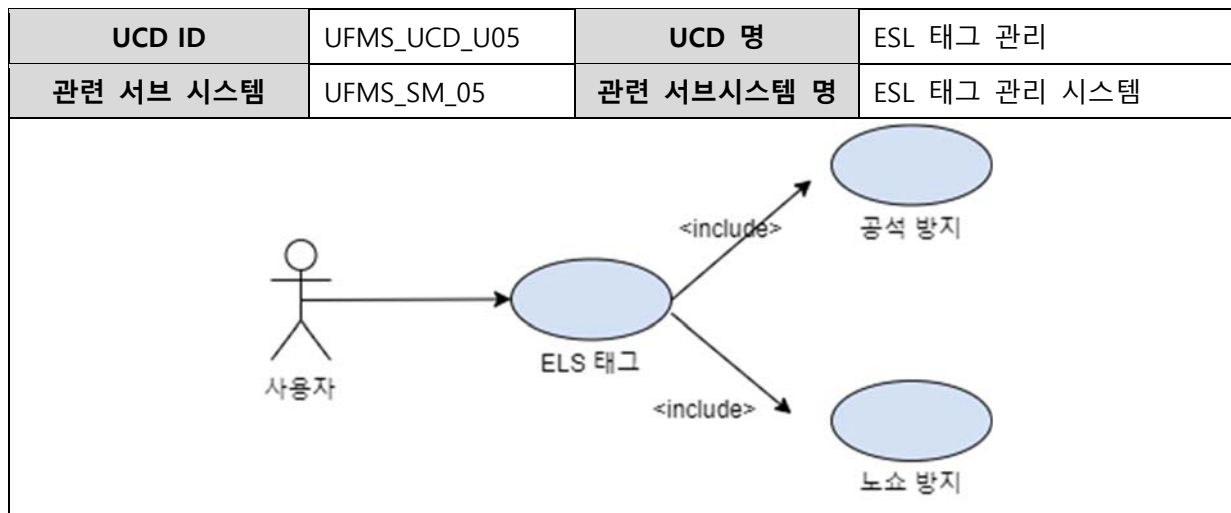 UCD ID UFMS_UCD_U05 UCD 명 ESL 태그 관리
관련 서브 시스템 UFMS_SM_05 관련 서브시스템 명 ESL 태그 관리 시스템
<include>
공석 방지
ELS 태그
사용자
<include>
노쇼 방지